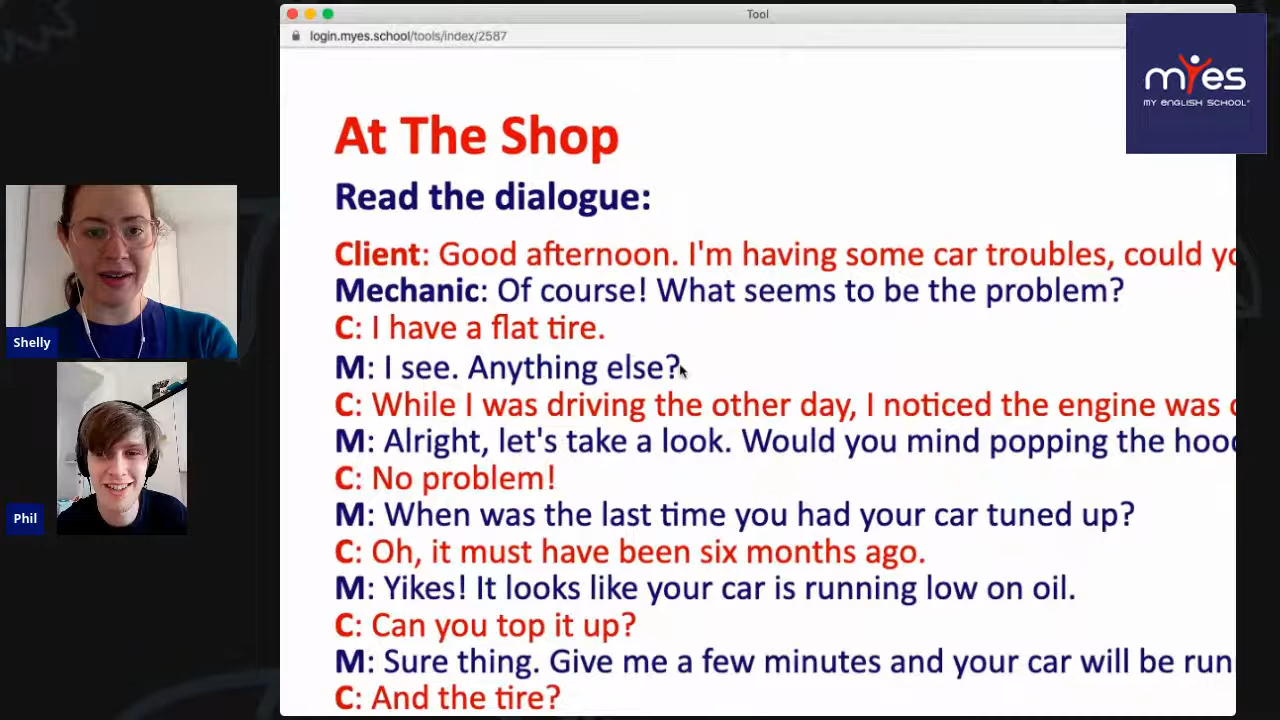 Tool
login.myes.school/tools/index/2587
myes
MY ENGLISH SCHOOL
At The Shop
Read the dialogue:
Client: Good afternoon. I'm having some car troubles, could yo
Mechanic: Of course! What seems to be the problem?
C: I have a flat tire.
M: I see. Anything else?
C: While I was driving the other day, I noticed the engine was
M: Alright, let's take a look. Would you mind popping the hoo
C: No problem!
M: When was the last time you had your car tuned up?
C: Oh, it must have been six months ago.
M: Yikes! It looks like your car is running low on oil.
C: Can you top it up?
M: Sure thing. Give me a few minutes and your car will be run
C: And the tire?
Shelly
Phil